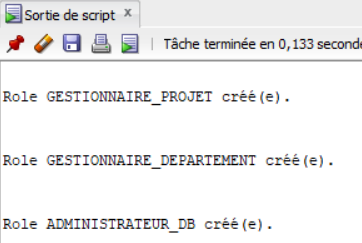 Sortie de script x
Tâche terminée en 0,133 seconde
Role GESTIONNAIRE_PROJET créé(e).
Role GESTIONNAIRE_DEPARTEMENT créé(e).
Role ADMINISTRATEUR_DB créé(e).